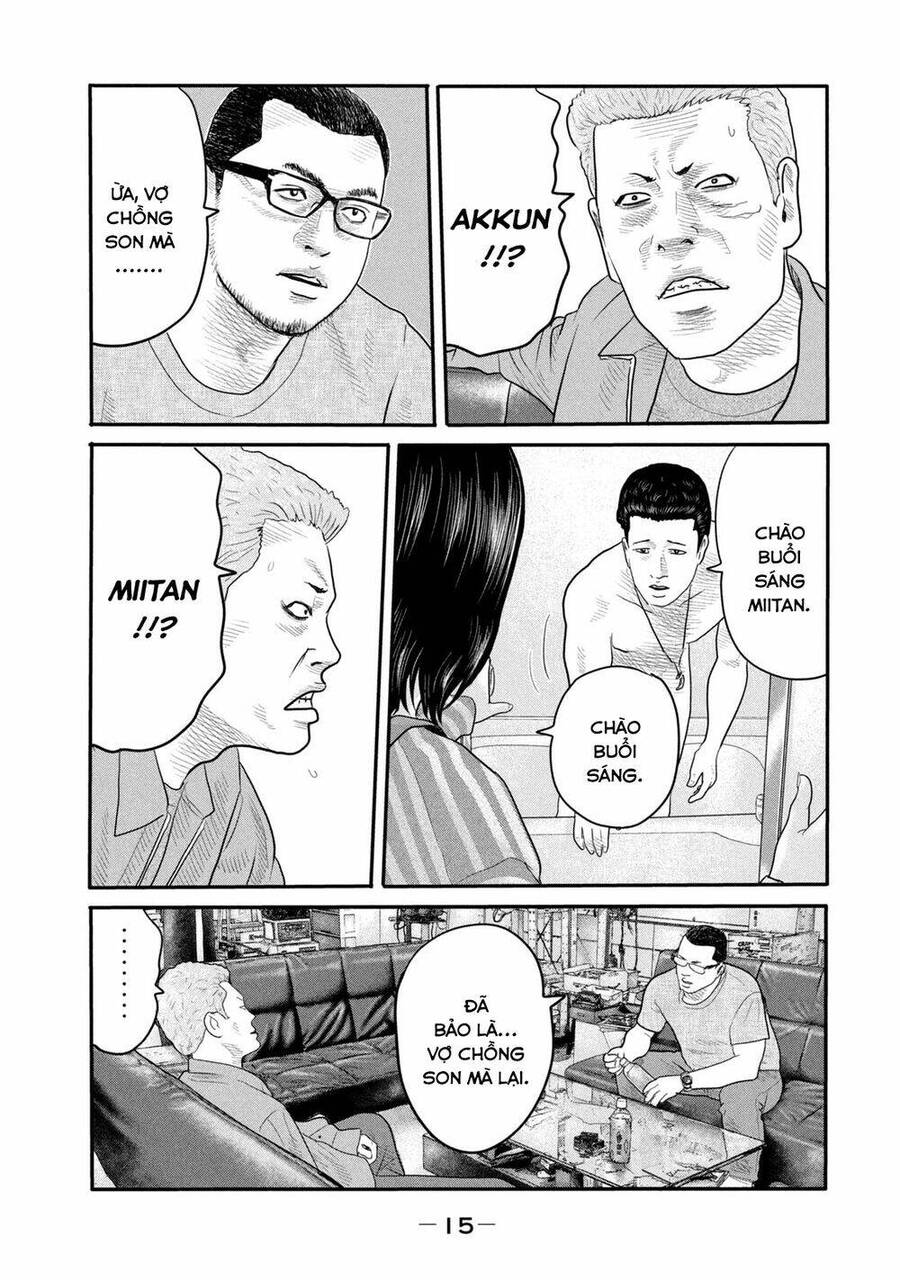 AKKUN
!!?
ỪA, VỢ
CHỒNG
SON MÀ
.......
CHÀO
BUỔI
SÁNG
MIITAN.
CHÀO
BUỔI
SÁNG.
MIITAN
!!?
ĐÃ
BẢO LÀ...
VỢ CHỒNG
SON MÀ LẠI.
........
—15—